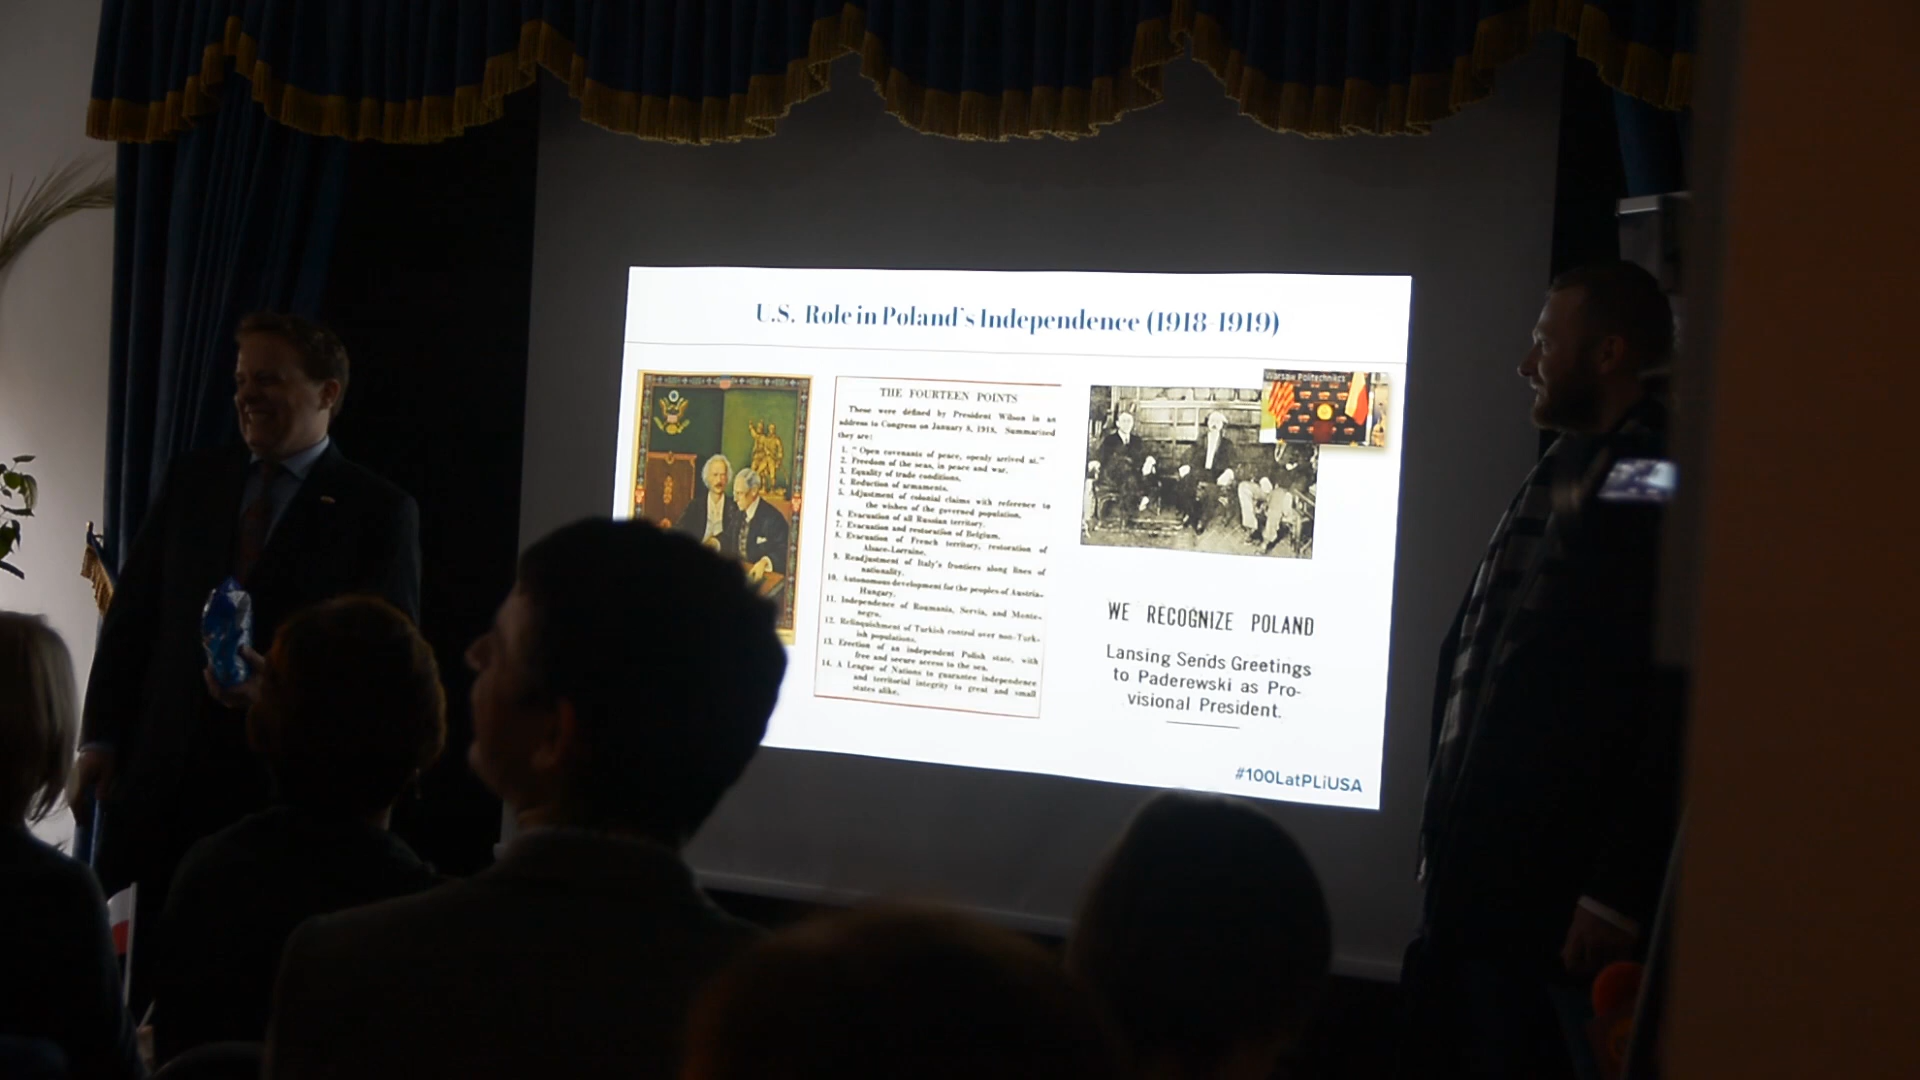 U.S. Role in Poland's Independence (1918-1919)
THE FOURTEEN POINTS
These were defined by President Wilson in an
address to Congress on January 8, 1918. Summarized
they are:
1. "Open covenants of peace, openly arrived at."
2. Freedom of the seas, in peace and war.
3. Equality of trade conditions.
4. Reduction of armaments.
5. Adjustment of colonial claims with reference to
the wishes of the governed population.
6. Evacuation of all Russian territory.
7. Evacuation and restoration of Belgium.
8. Evacuation of French territory, restoration of
Alsace-Lorraine.
9. Readjustment of Italy's frontiers along lines of
nationality.
10. Autonomous development for the peoples of Austria-
Hungary.
11. Independence of Roumania, Servia, and Monte-
negro.
12. Relinquishment of Turkish control over non-Turk-
ish populations.
13. Erection of an independent Polish state, with
free and secure access to the sea.
14. A League of Nations to guarantee independence
and territorial integrity to great and small
states alike.
Warsaw Politechnika
WE RECOGNIZE POLAND
Lansing Sends Greetings
to Paderewski as Pro-
visional President.
#100LatPLiUSA